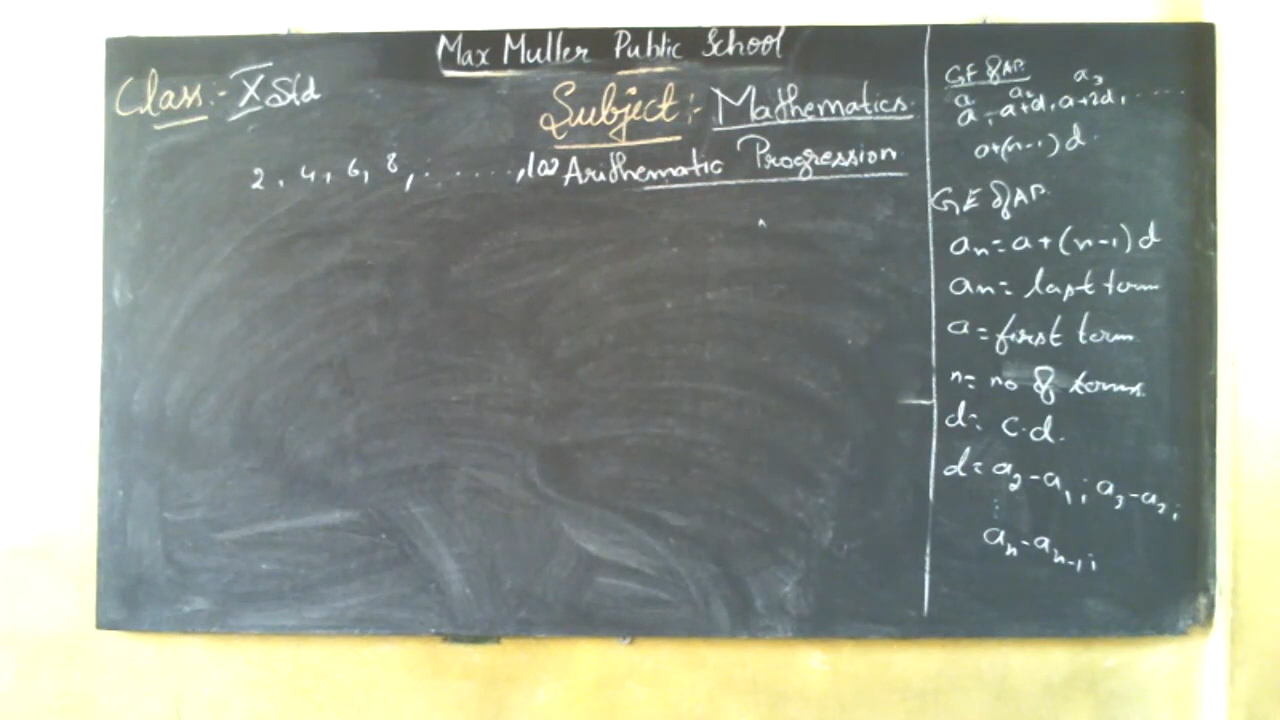 Max Muller Public School
Class:- X Std
Subject:- Mathematics
2, 4, 6, 8, ......., 100 Arithematic Progression
GF of AP.
a a₂ a₃
a, a+d, a+2d, .....
a+(n-1)d.
GE of AP.
aₙ = a+(n-1)d
aₙ = last term
a = first term
n = no of terms.
d = c.d.
d = a₂-a₁; a₃-a₂;
⋮
aₙ-aₙ₋₁;